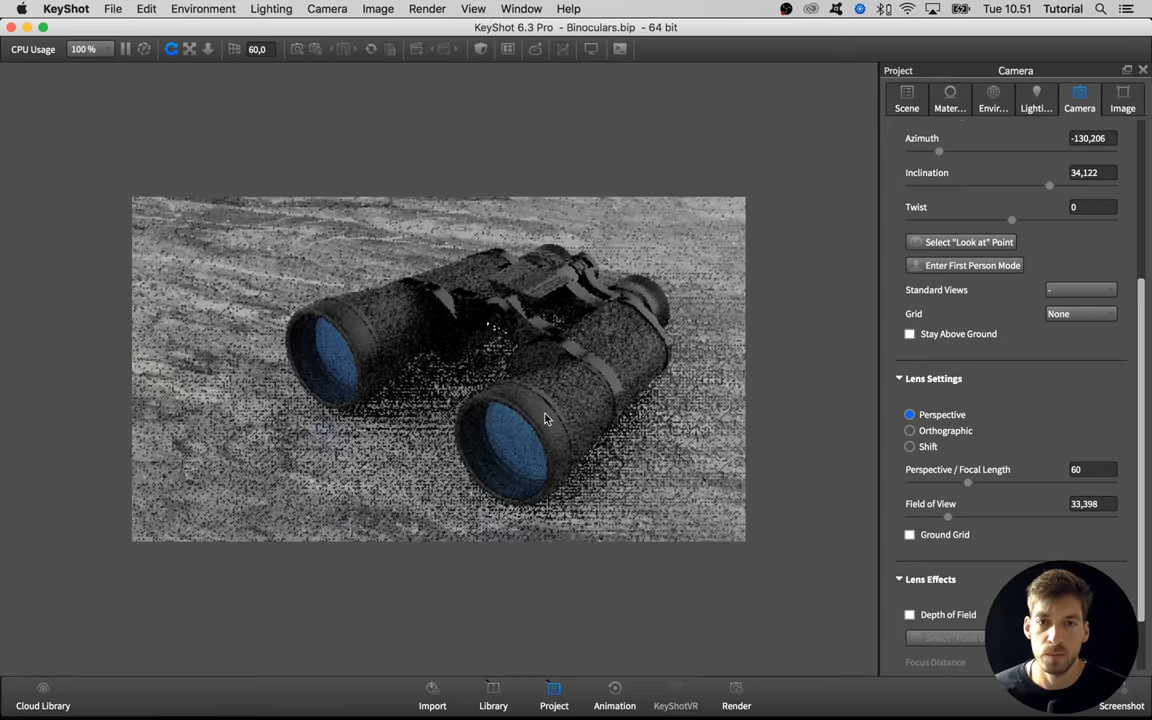 KeyShot File Edit Environment Lighting Camera Image Render View Window Help Tue 10.51 Tutorial
KeyShot 6.3 Pro - Binoculars.bip - 64 bit
CPU Usage 100 % 60,0
Project Camera
Scene Mater... Envir... Lighti... Camera Image
Azimuth -130,206
Inclination 34,122
Twist 0
Select "Look at" Point
Enter First Person Mode
Standard Views -
Grid None
Stay Above Ground
Lens Settings
Perspective
Orthographic
Shift
Perspective / Focal Length 60
Field of View 33,398
Ground Grid
Lens Effects
Depth of Field
Select "Point
Focus Distance
Cloud Library Import Library Project Animation KeyShotVR Render Screenshot